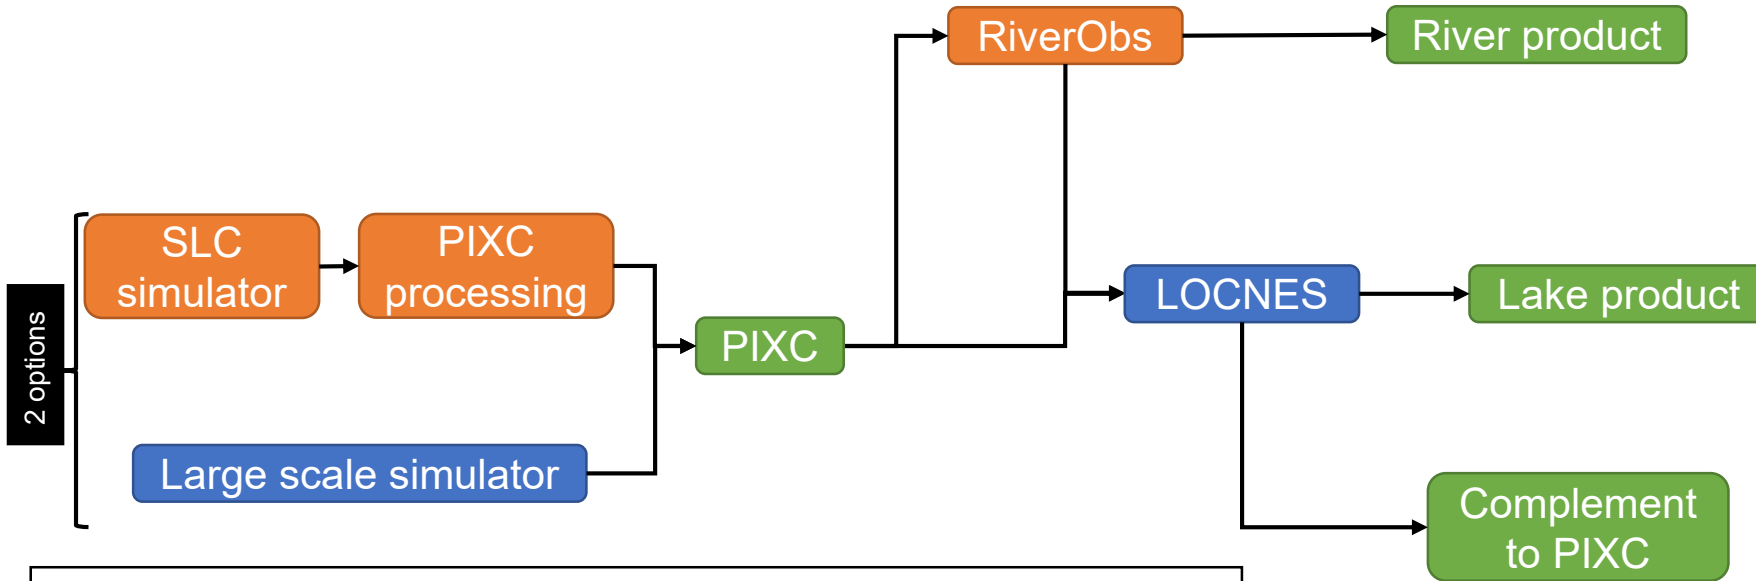 RiverObs
River product
SLC
simulator
PIXC
processing
2 options
PIXC
LOCNES
Lake product
Large scale simulator
Complement
to PIXC